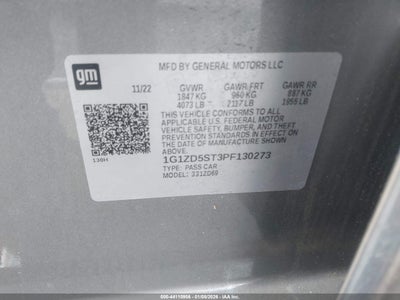 gm
MFD BY GENERAL MOTORS LLC
11/22 GVWR GAWR FRT GAWR RR
1847 KG 960 KG 887 KG
4073 LB 2117 LB 1955 LB
THIS VEHICLE CONFORMS TO ALL
APPLICABLE U.S. FEDERAL MOTOR
VEHICLE SAFETY, BUMPER, AND THEFT
PREVENTION STANDARDS IN EFFECT
ON THE DATE OF MANUFACTURE SHOWN
ABOVE.
1G1ZD5ST3PF130273
TYPE: PASS CAR
MODEL: 331ZD69
130H